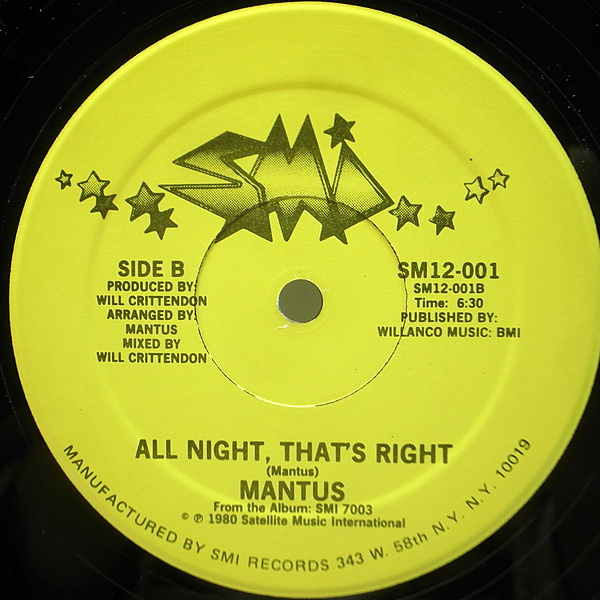 SMI
SIDE B
PRODUCED BY:
WILL CRITTENDON
ARRANGED BY:
MANTUS
MIXED BY
WILL CRITTENDON
SM12-001
SM12-001B
Time: 6:30
PUBLISHED BY:
WILLANCO MUSIC: BMI
ALL NIGHT, THAT'S RIGHT
(Mantus)
MANTUS
From the Album: SMI 7003
© ℗ 1980 Satellite Music International
MANUFACTURED BY SMI RECORDS 343 W. 58th N.Y. N.Y. 10019